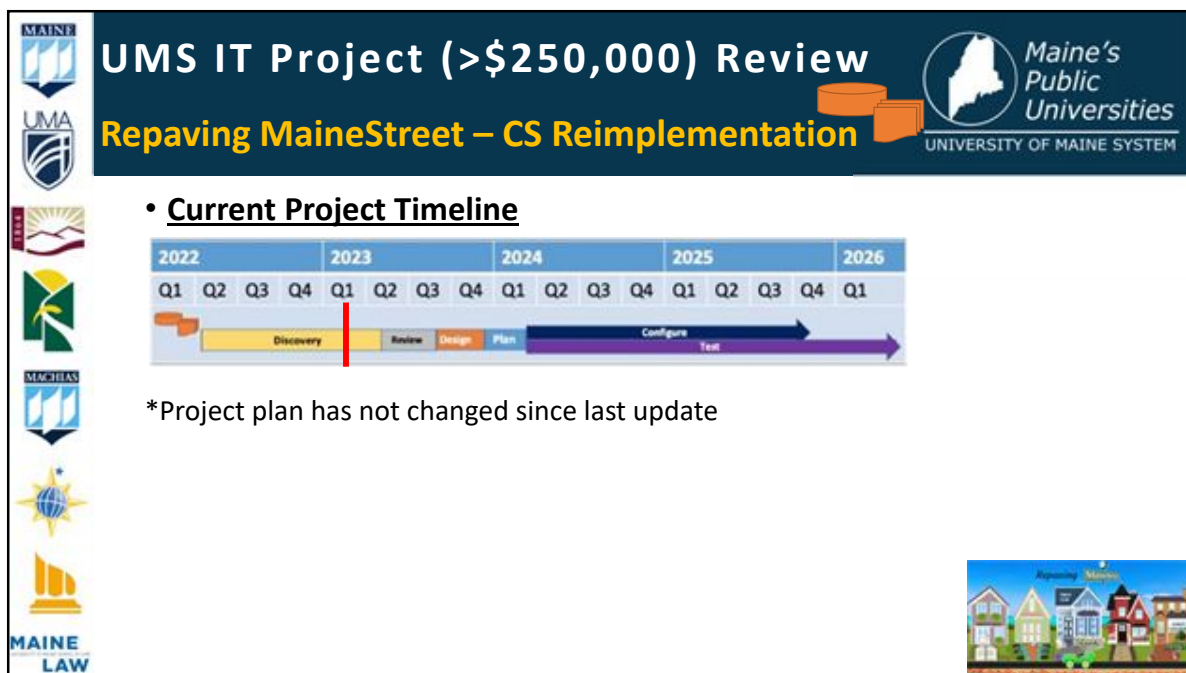 MAINE
UMS IT Project (>$250,000) Review
Repaving MaineStreet – CS Reimplementation
Maine's
Public
Universities
UNIVERSITY OF MAINE SYSTEM
UMA
1864
• Current Project Timeline
2022 2023 2024 2025 2026
Q1 Q2 Q3 Q4 Q1 Q2 Q3 Q4 Q1 Q2 Q3 Q4 Q1 Q2 Q3 Q4 Q1
Discovery Review Design Plan Configure
Test
MACHIAS
*Project plan has not changed since last update
Repaving
MAINE
LAW